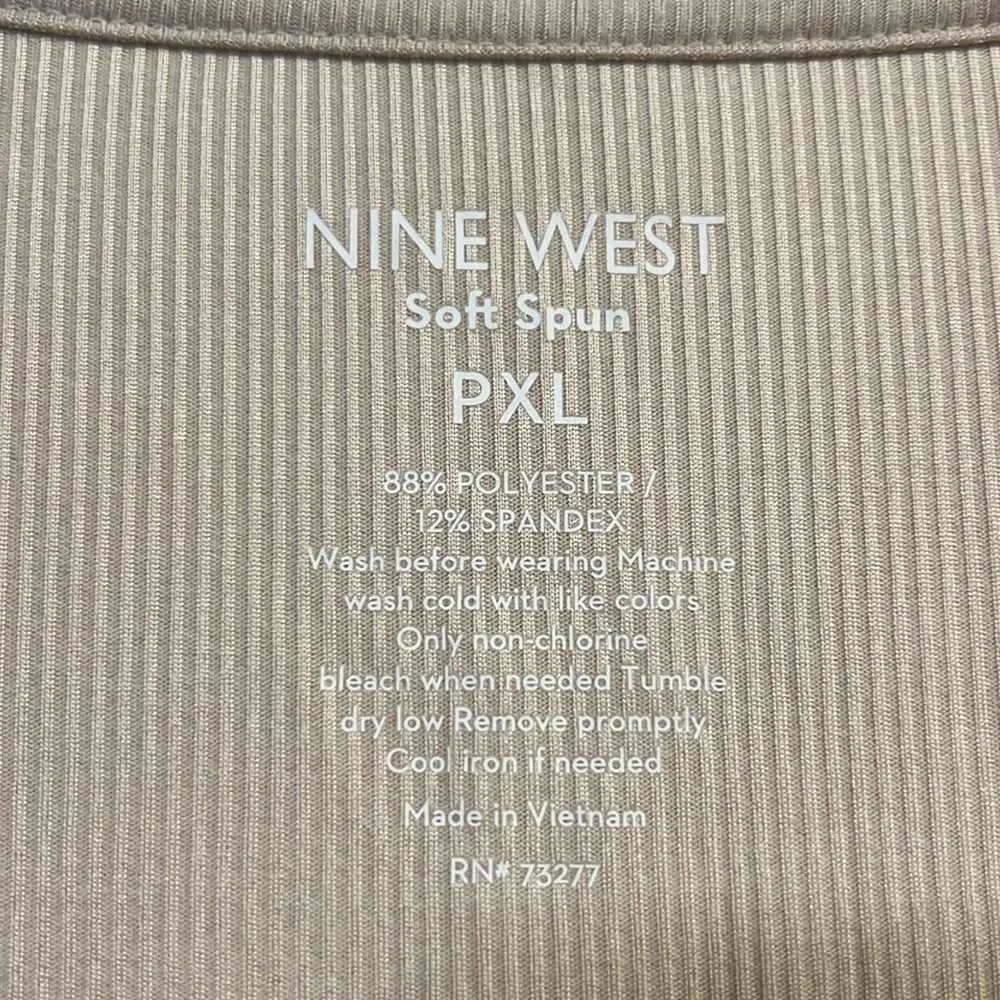 NINE WEST
Soft Spun
PXL
88% POLYESTER /
12% SPANDEX
Wash before wearing Machine
wash cold with like colors
Only non-chlorine
bleach when needed Tumble
dry low Remove promptly
Cool iron if needed
Made in Vietnam
RN# 73277